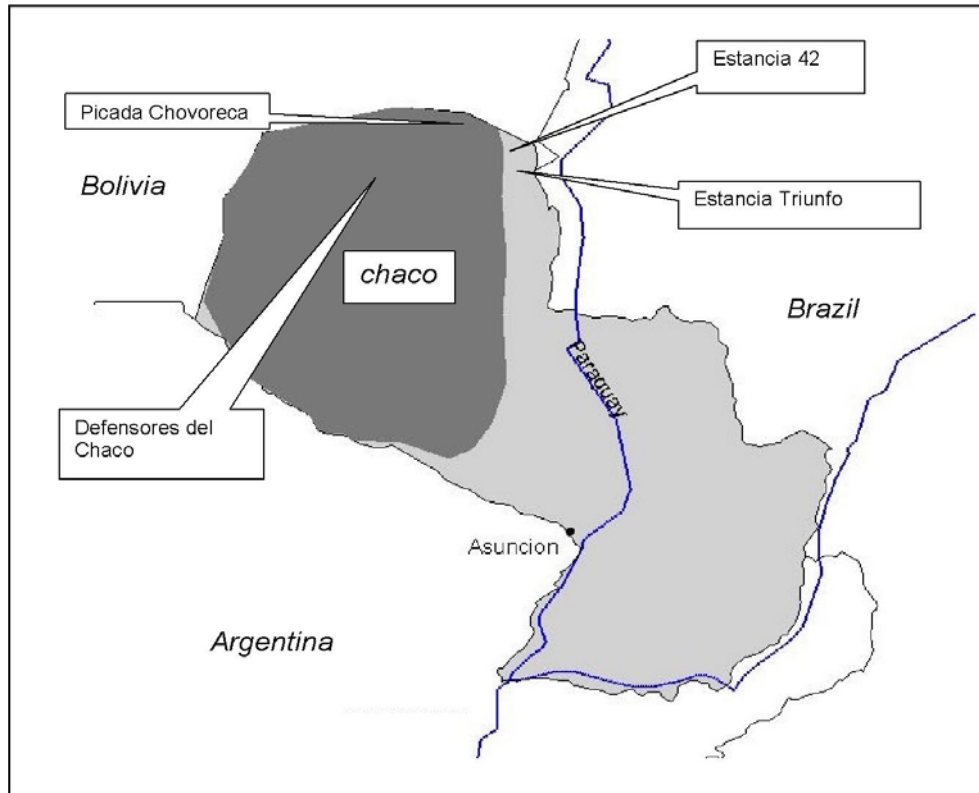 Estancia 42
Picada Chovoreca
Bolivia
Estancia Triunfo
chaco
Brazil
Paraguay
Defensores del
Chaco
Asuncion
Argentina